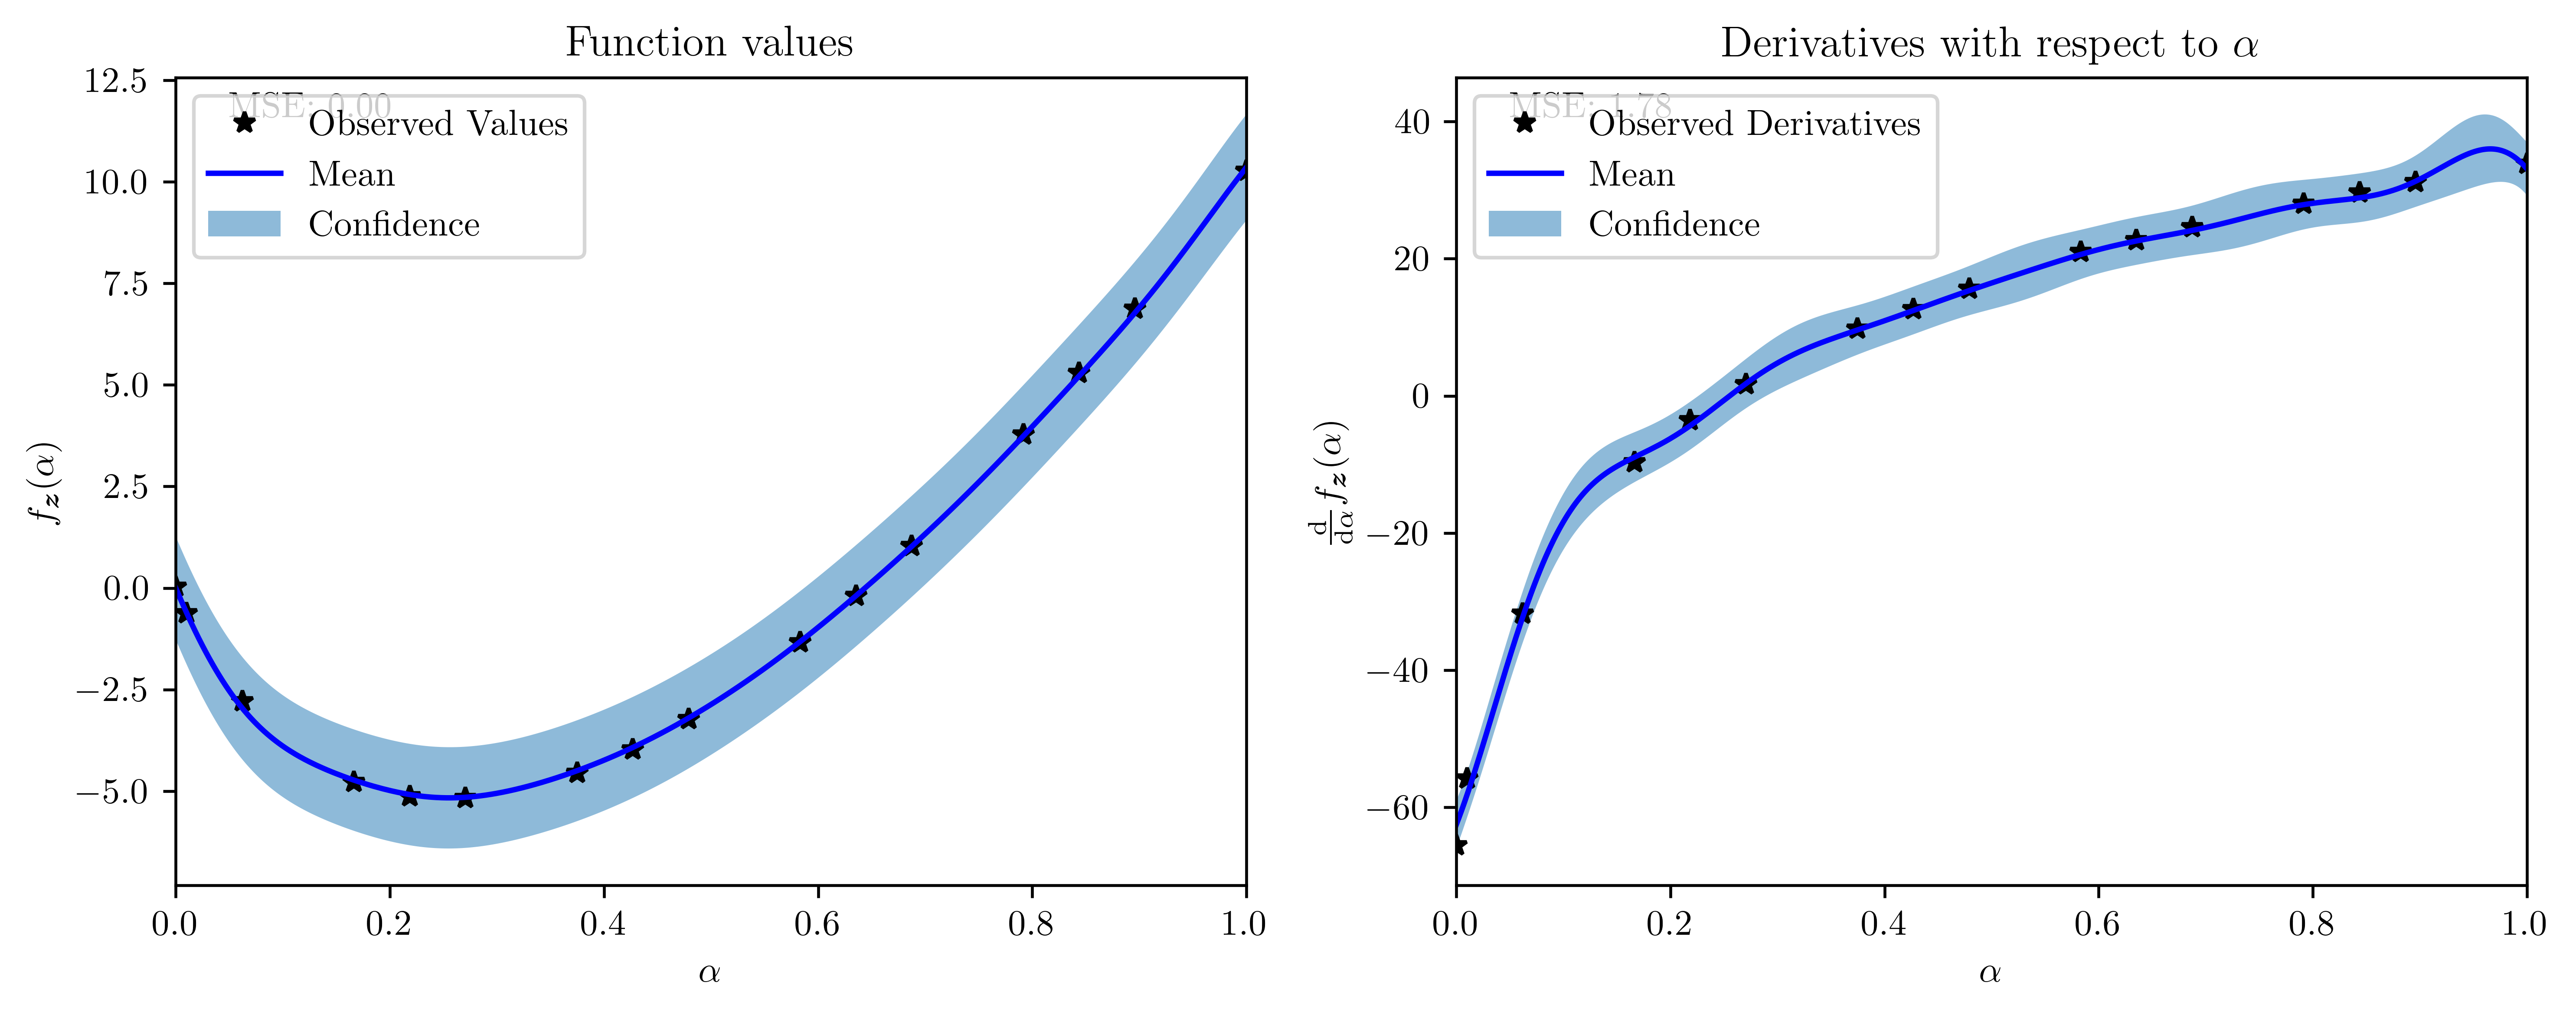 Function values
12.5
10.0
7.5
5.0
2.5
0.0
−2.5
−5.0
f_z(α)
MSE: 0.00
Observed Values
Mean
Confidence
0.0 0.2 0.4 0.6 0.8 1.0
α
Derivatives with respect to α
40
20
0
−20
−40
−60
d/dα f_z(α)
MSE: 1.78
Observed Derivatives
Mean
Confidence
0.0 0.2 0.4 0.6 0.8 1.0
α